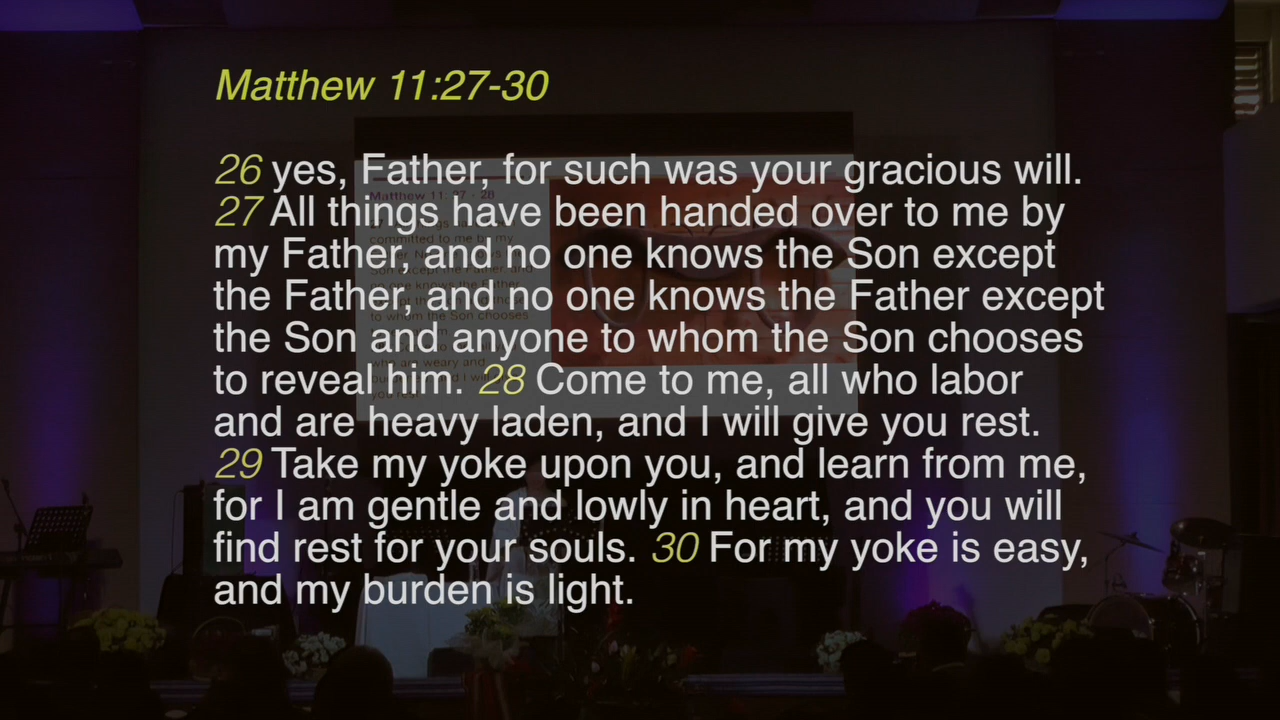 Matthew 11:27-30
26 yes, Father, for such was your gracious will.
27 All things have been handed over to me by
my Father, and no one knows the Son except
the Father, and no one knows the Father except
the Son and anyone to whom the Son chooses
to reveal him. 28 Come to me, all who labor
and are heavy laden, and I will give you rest.
29 Take my yoke upon you, and learn from me,
for I am gentle and lowly in heart, and you will
find rest for your souls. 30 For my yoke is easy,
and my burden is light.